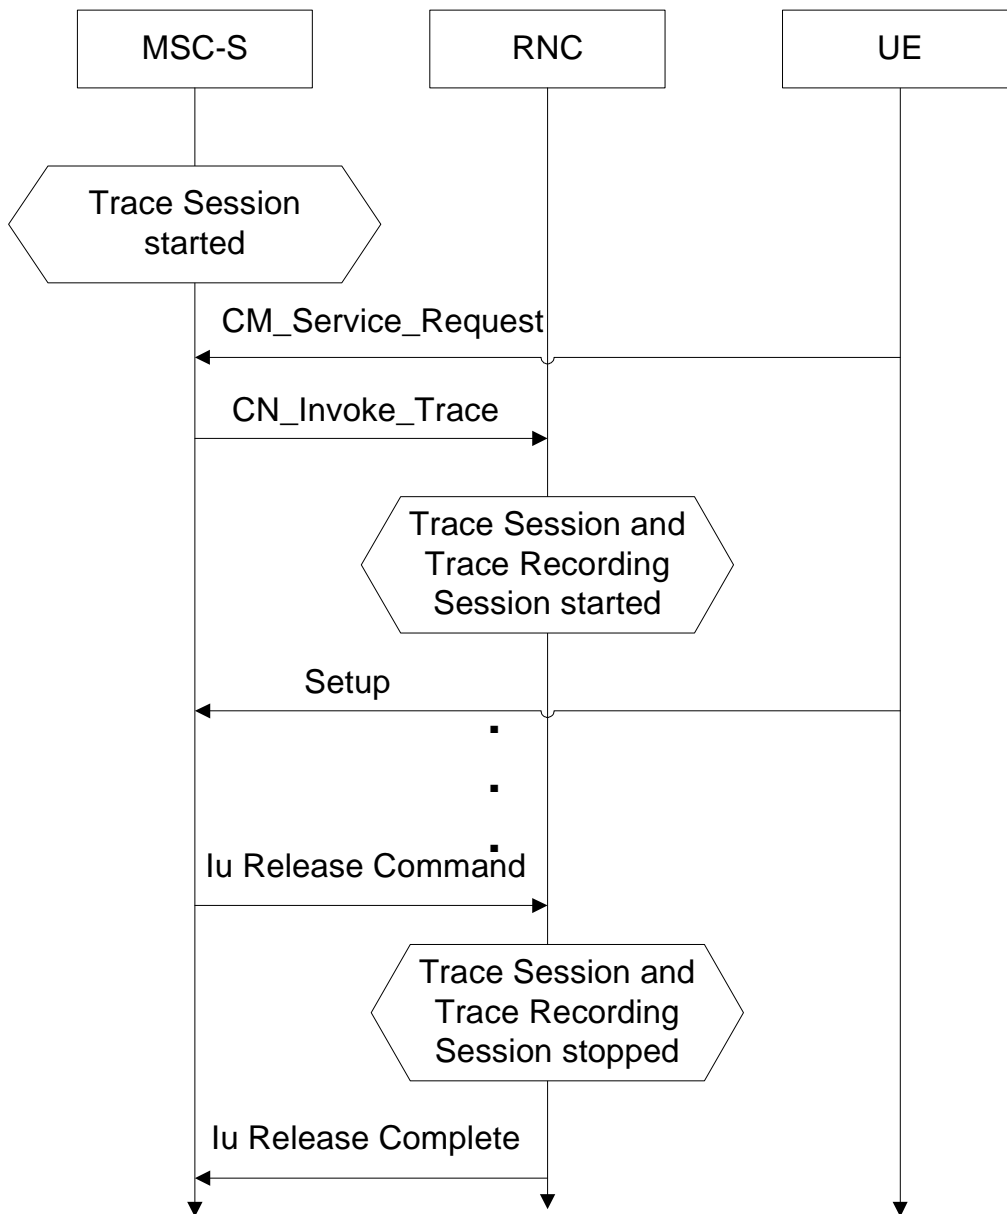 MSC-S
RNC
UE
Trace Session
started
CM_Service_Request
CN_Invoke_Trace
Trace Session and
Trace Recording
Session started
Setup
Iu Release Command
Trace Session and
Trace Recording
Session stopped
Iu Release Complete